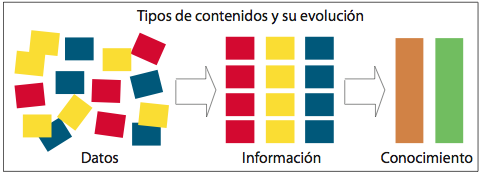 Tipos de contenidos y su evolución
Datos
Información
Conocimiento